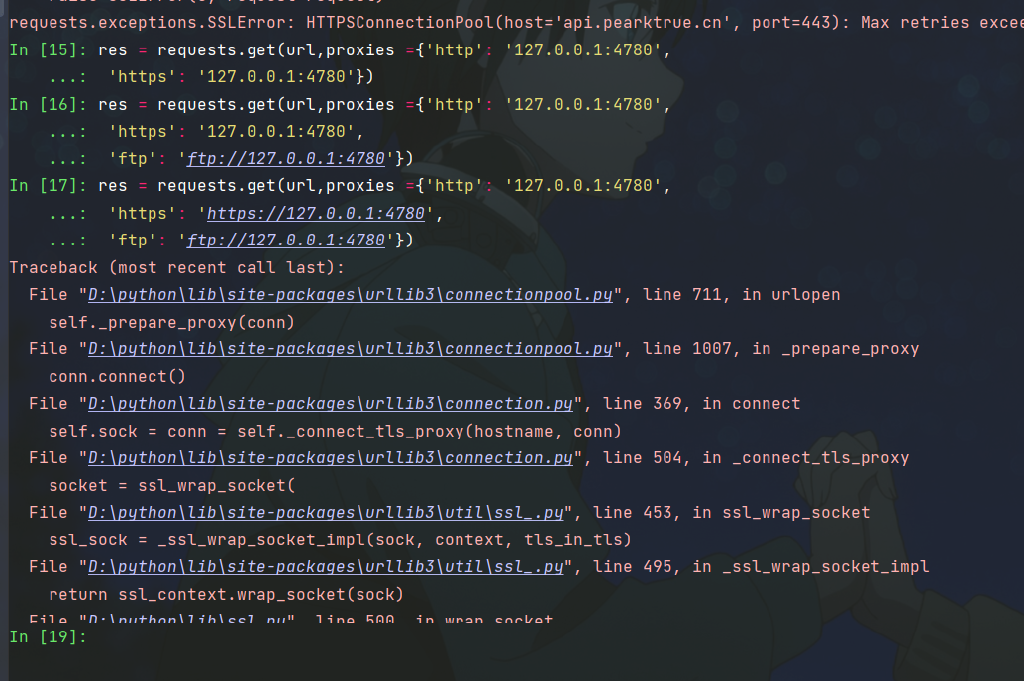 requests.exceptions.SSLError: HTTPSConnectionPool(host='api.pearktrue.cn', port=443): Max retries excee
In [15]: res = requests.get(url,proxies ={'http': '127.0.0.1:4780',
...: 'https': '127.0.0.1:4780'})
In [16]: res = requests.get(url,proxies ={'http': '127.0.0.1:4780',
...: 'https': '127.0.0.1:4780',
...: 'ftp': 'ftp://127.0.0.1:4780'})
In [17]: res = requests.get(url,proxies ={'http': '127.0.0.1:4780',
...: 'https': 'https://127.0.0.1:4780',
...: 'ftp': 'ftp://127.0.0.1:4780'})
Traceback (most recent call last):
File "D:\python\lib\site-packages\urllib3\connectionpool.py", line 711, in urlopen
self._prepare_proxy(conn)
File "D:\python\lib\site-packages\urllib3\connectionpool.py", line 1007, in _prepare_proxy
conn.connect()
File "D:\python\lib\site-packages\urllib3\connection.py", line 369, in connect
self.sock = conn = self._connect_tls_proxy(hostname, conn)
File "D:\python\lib\site-packages\urllib3\connection.py", line 504, in _connect_tls_proxy
socket = ssl_wrap_socket(
File "D:\python\lib\site-packages\urllib3\util\ssl_.py", line 453, in ssl_wrap_socket
ssl_sock = _ssl_wrap_socket_impl(sock, context, tls_in_tls)
File "D:\python\lib\site-packages\urllib3\util\ssl_.py", line 495, in _ssl_wrap_socket_impl
return ssl_context.wrap_socket(sock)
File "D:\python\lib\ssl.py", line 500, in wrap_socket
In [19]: